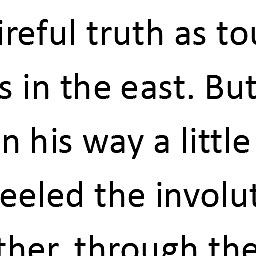 ireful truth as tou
s in the east. But
n his way a little
eeled the involut
ther, through the